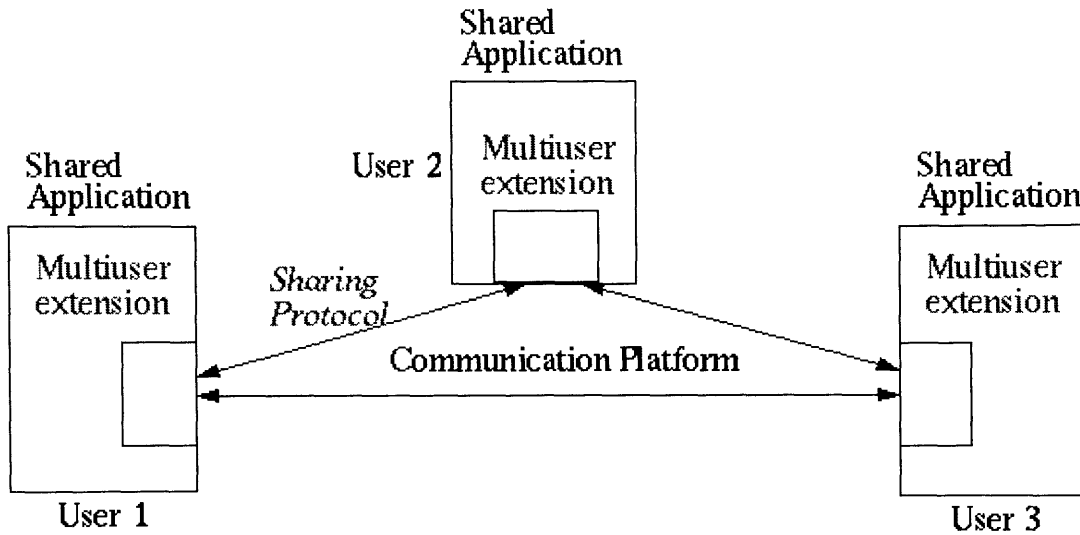 Shared
Application
User 2
Multiuser
extension
Shared
Application
Multiuser
extension
User 1
Sharing
Protocol
Communication Platform
Shared
Application
Multiuser
extension
User 3